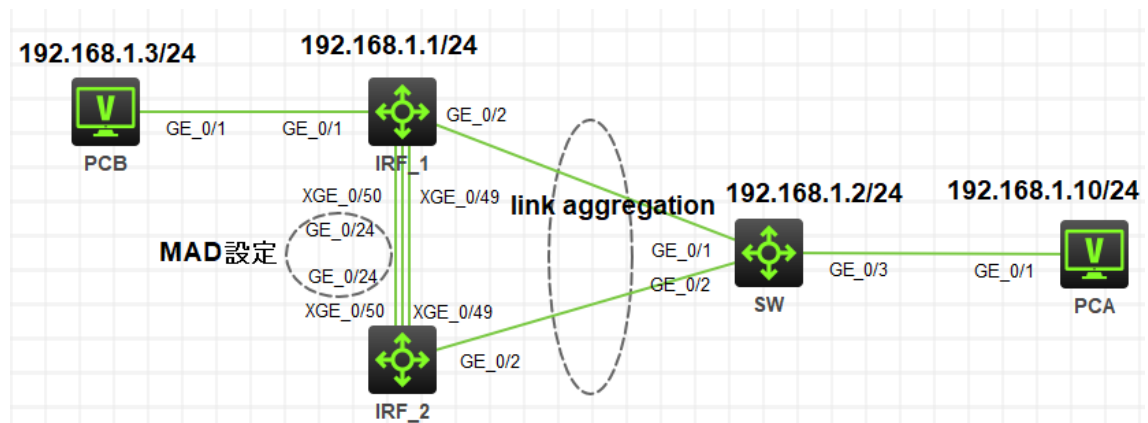 192.168.1.3/24
192.168.1.1/24
V
GE_0/1
GE_0/1
GE_0/2
PCB
IRF_1
XGE_0/50
XGE_0/49
link aggregation
192.168.1.2/24
192.168.1.10/24
GE_0/24
MAD設定
GE_0/24
GE_0/1
GE_0/2
GE_0/3
GE_0/1
V
SW
PCA
XGE_0/50
XGE_0/49
GE_0/2
IRF_2